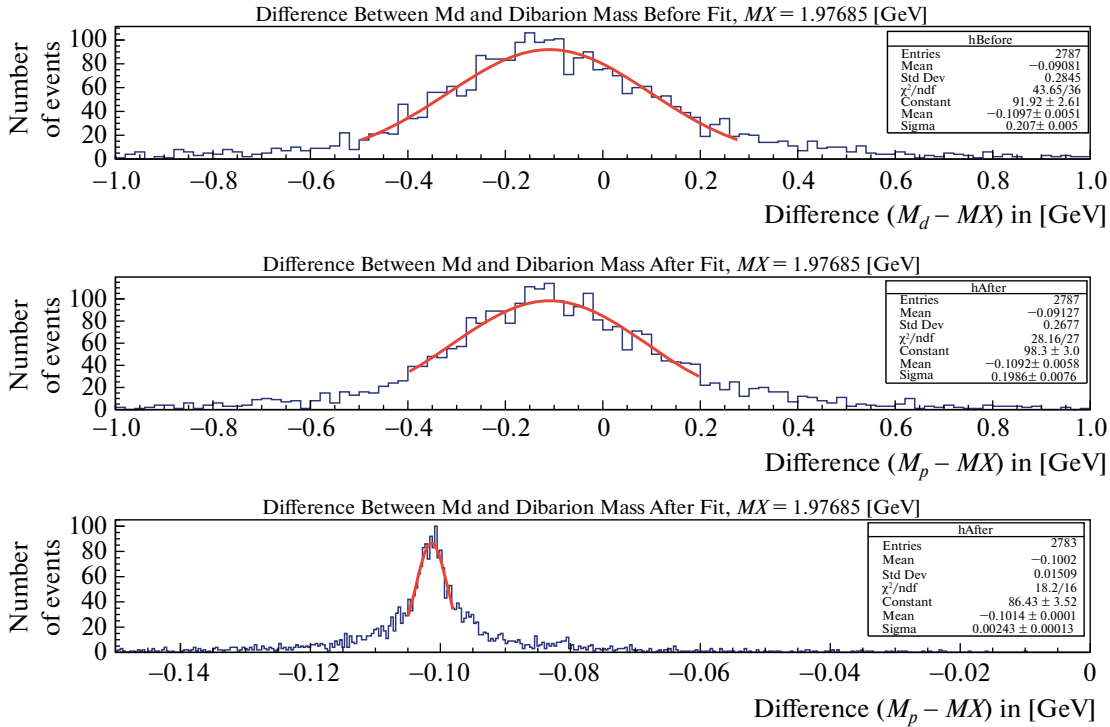 Difference Between Md and Dibarion Mass Before Fit, MX = 1.97685 [GeV]
Number
of events
100
80
60
40
20
0
hBefore
Entries 2787
Mean −0.09081
Std Dev 0.2845
χ²/ndf 43.65/36
Constant 91.92 ± 2.61
Mean −0.1097± 0.0051
Sigma 0.207± 0.005
−1.0 −0.8 −0.6 −0.4 −0.2 0 0.2 0.4 0.6 0.8 1.0
Difference (M_d – MX) in [GeV]
Difference Between Md and Dibarion Mass After Fit, MX = 1.97685 [GeV]
Number
of events
100
80
60
40
20
0
hAfter
Entries 2787
Mean −0.09127
Std Dev 0.2677
χ²/ndf 28.16/27
Constant 98.3 ± 3.0
Mean −0.1092± 0.0058
Sigma 0.1986± 0.0076
−1.0 −0.8 −0.6 −0.4 −0.2 0 0.2 0.4 0.6 0.8 1.0
Difference (M_p – MX) in [GeV]
Difference Between Md and Dibarion Mass After Fit, MX = 1.97685 [GeV]
Number
of events
100
80
60
40
20
0
hAfter
Entries 2783
Mean −0.1002
Std Dev 0.01509
χ²/ndf 18.2/16
Constant 86.43 ± 3.52
Mean −0.1014 ± 0.0001
Sigma 0.00243 ± 0.00013
−0.14 −0.12 −0.10 −0.08 −0.06 −0.04 −0.02 0
Difference (M_p – MX) in [GeV]